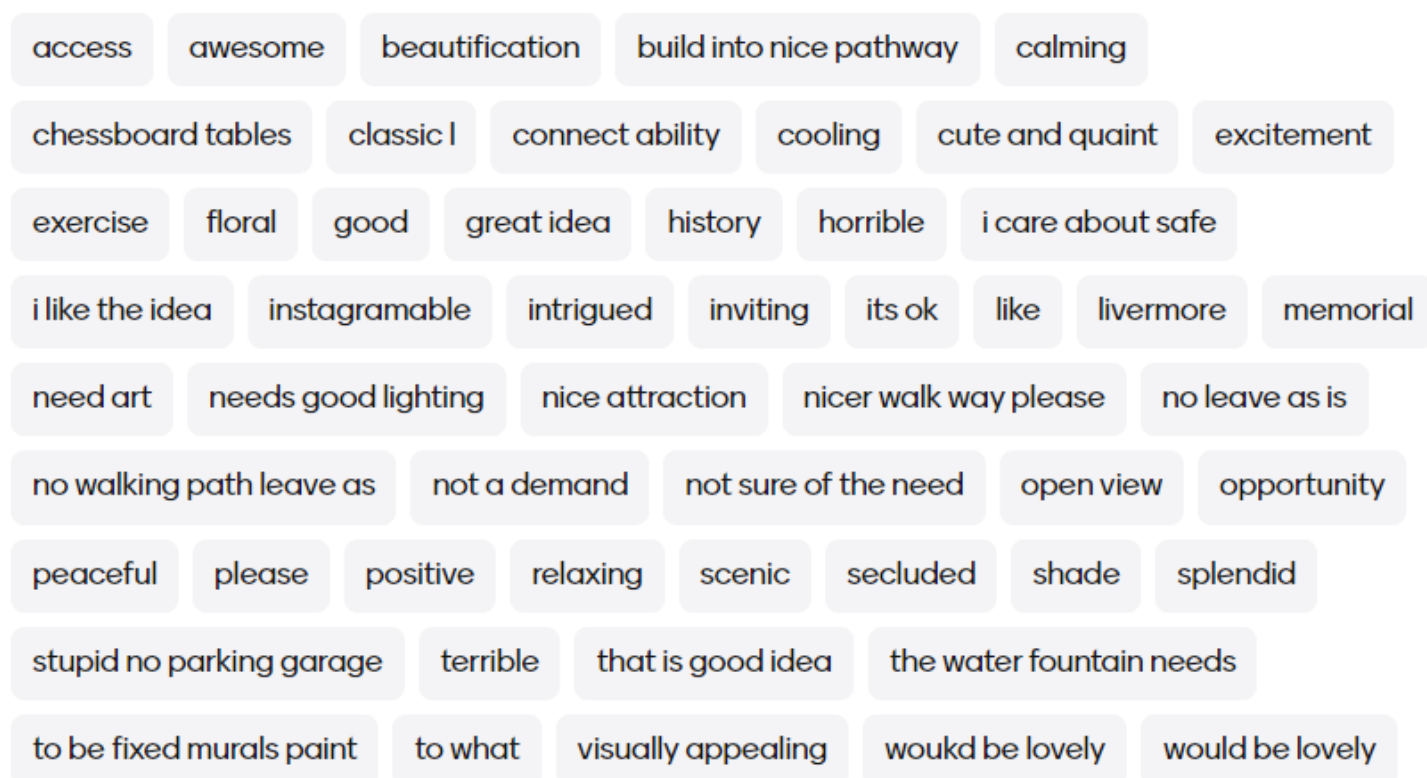 access awesome beautification build into nice pathway calming
chessboard tables classic l connect ability cooling cute and quaint excitement
exercise floral good great idea history horrible i care about safe
i like the idea instagramable intrigued inviting its ok like livermore memorial
need art needs good lighting nice attraction nicer walk way please no leave as is
no walking path leave as not a demand not sure of the need open view opportunity
peaceful please positive relaxing scenic secluded shade splendid
stupid no parking garage terrible that is good idea the water fountain needs
to be fixed murals paint to what visually appealing woukd be lovely would be lovely